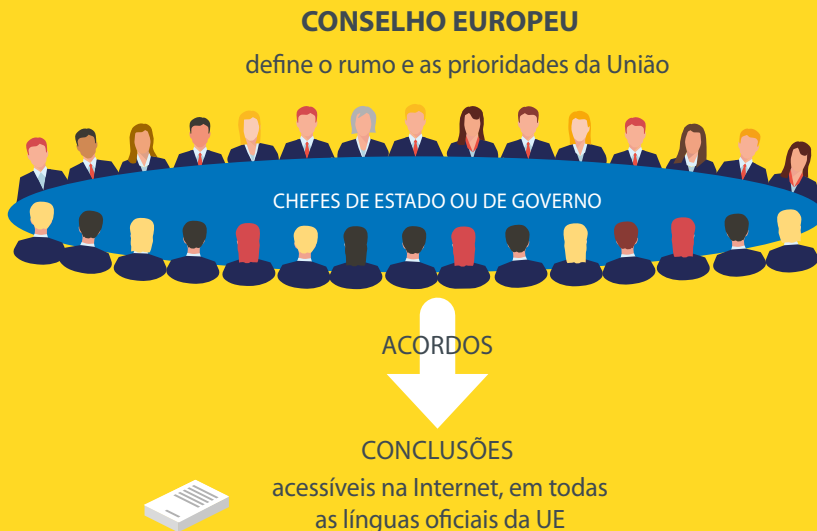 CONSELHO EUROPEU
define o rumo e as prioridades da União
CHEFES DE ESTADO OU DE GOVERNO
ACORDOS
CONCLUSÕES
acessíveis na Internet, em todas
as línguas oficiais da UE